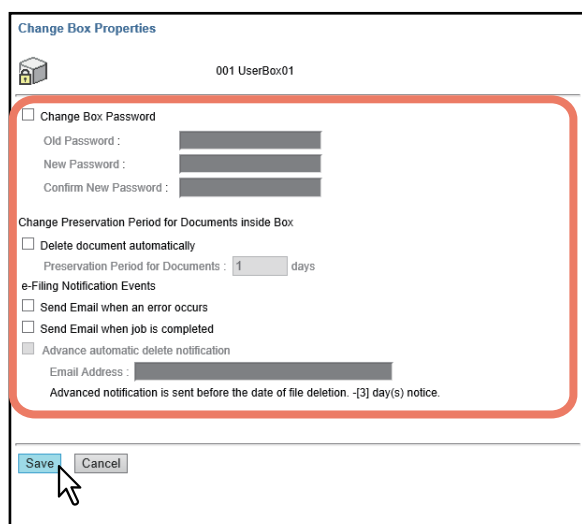 Change Box Properties
001 UserBox01
Change Box Password
Old Password :
New Password :
Confirm New Password :
Change Preservation Period for Documents inside Box
Delete document automatically
Preservation Period for Documents : 1 days
e-Filing Notification Events
Send Email when an error occurs
Send Email when job is completed
Advance automatic delete notification
Email Address :
Advanced notification is sent before the date of file deletion. -[3] day(s) notice.
Save Cancel